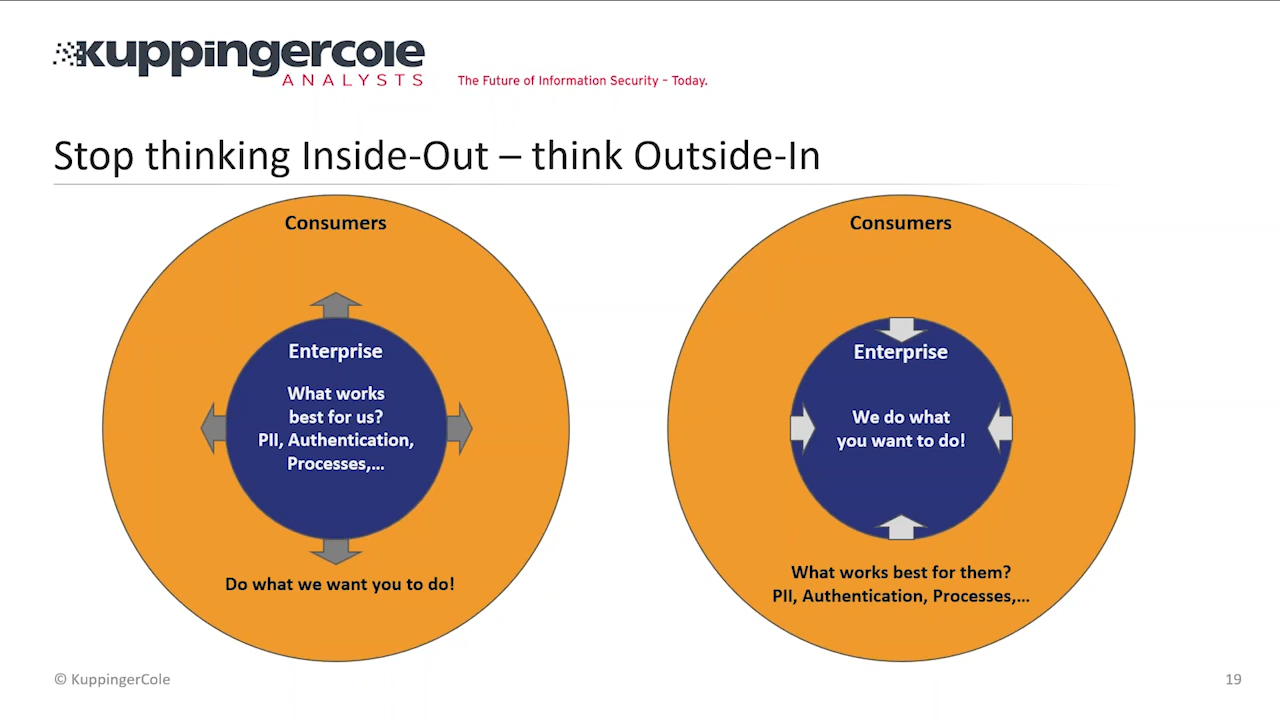 kuppingercole
ANALYSTS
The Future of Information Security – Today.
Stop thinking Inside-Out – think Outside-In
Consumers
Enterprise
What works
best for us?
PII, Authentication,
Processes,…
Do what we want you to do!
Consumers
Enterprise
We do what
you want to do!
What works best for them?
PII, Authentication, Processes,…
© KuppingerCole
19